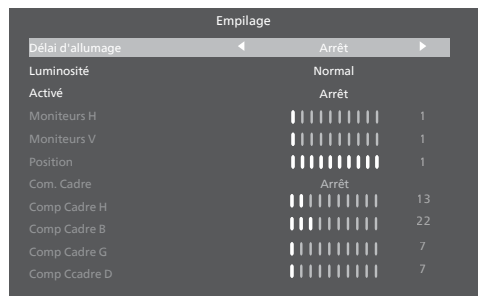 Empilage
Délai d'allumage Arrêt
Luminosité Normal
Activé Arrêt
Moniteurs H 1
Moniteurs V 1
Position 1
Com. Cadre Arrêt
Comp Cadre H 13
Comp Cadre B 22
Comp Cadre G 7
Comp Ccadre D 7